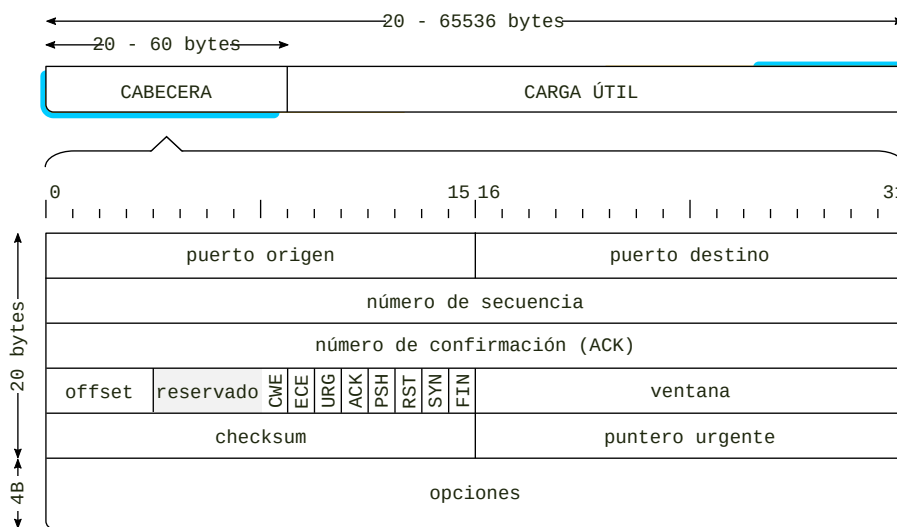 20 - 65536 bytes
20 - 60 bytes
CABECERA CARGA ÚTIL
0 15 16 31
puerto origen puerto destino
número de secuencia
número de confirmación (ACK)
offset reservado CWE ECE URG ACK PSH RST SYN FIN ventana
checksum puntero urgente
20 bytes
opciones
4B